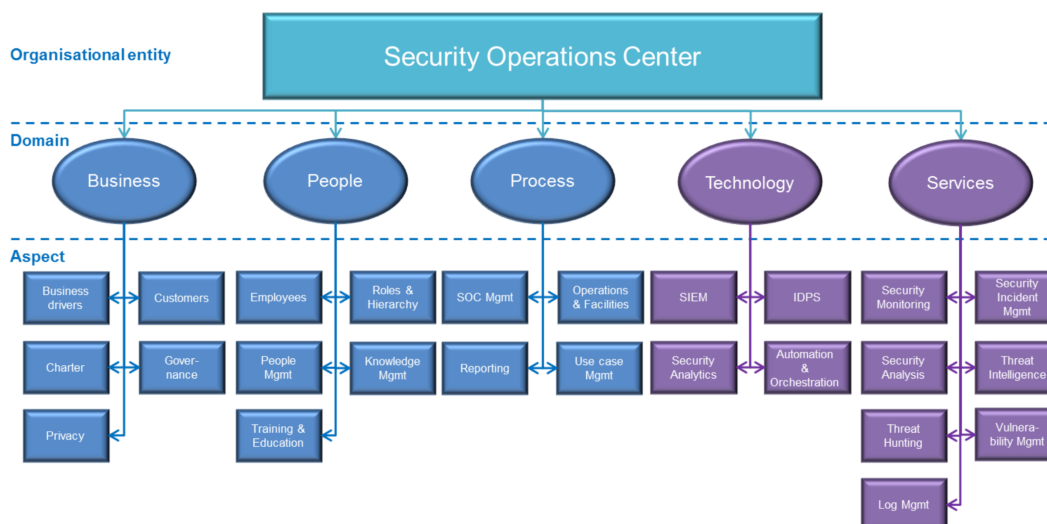 Organisational entity
Security Operations Center
Domain
Business
People
Process
Technology
Services
Aspect
Business
drivers
Customers
Employees
Roles &
Hierarchy
SOC Mgmt
Operations
& Facilities
SIEM
IDPS
Security
Monitoring
Security
Incident
Mgmt
Charter
Gover-
nance
People
Mgmt
Knowledge
Mgmt
Reporting
Use case
Mgmt
Security
Analytics
Automation
&
Orchestration
Security
Analysis
Threat
Intelligence
Privacy
Training &
Education
Threat
Hunting
Vulnera-
bility Mgmt
Log Mgmt